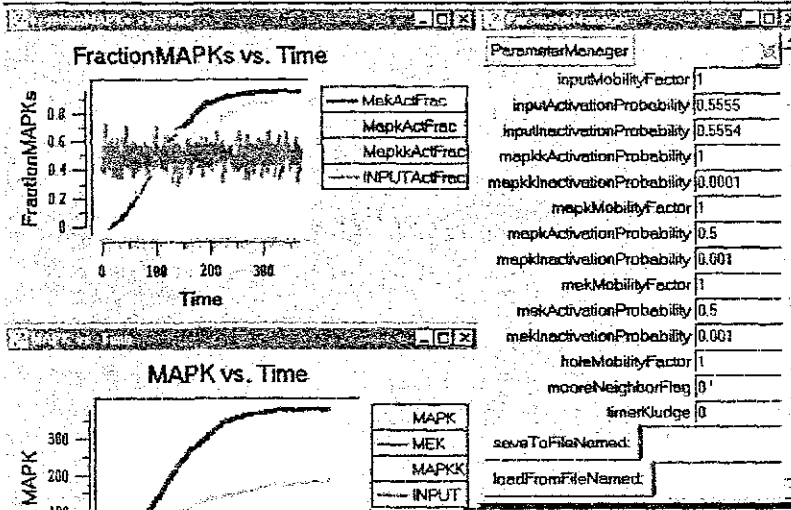 FractionMAPKs vs. Time
FractionMAPKs
0.8
0.6
0.4
0.2
0
0 100 200 300
Time
MekActFrac
MapkActFrac
MapkkActFrac
INPUTActFrac
MAPK vs. Time
MAPK
300
200
100
MAPK
MEK
MAPKK
INPUT
ParameterManager
inputMobilityFactor 1
inputActivationProbability 0.5555
inputInactivationProbability 0.5554
mapkkActivationProbability 1
mapkkInactivationProbability 0.0001
mapkMobilityFactor 1
mapkActivationProbability 0.5
mapkInactivationProbability 0.001
mekMobilityFactor 1
mekActivationProbability 0.5
mekInactivationProbability 0.001
holeMobilityFactor 1
mooreNeighborFlag 0
timerKludge 0
saveToFileNamed:
loadFromFileNamed: